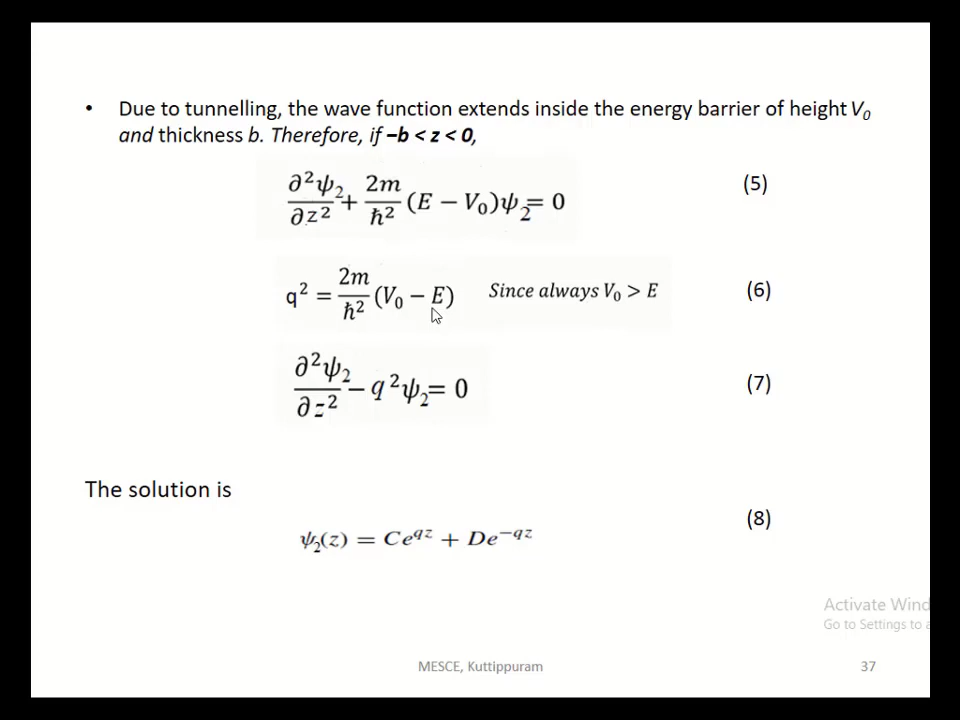 • Due to tunnelling, the wave function extends inside the energy barrier of height V₀
and thickness b. Therefore, if −b < z < 0,
∂²ψ₂/∂z² + 2m/ħ² (E − V₀)ψ₂ = 0 (5)
q² = 2m/ħ² (V₀ − E) Since always V₀ > E (6)
∂²ψ₂/∂z² − q²ψ₂ = 0 (7)
The solution is
(8)
ψ₂(z) = Ce^{qz} + De^{−qz}
Activate Wind
Go to Settings to a
MESCE, Kuttippuram 37